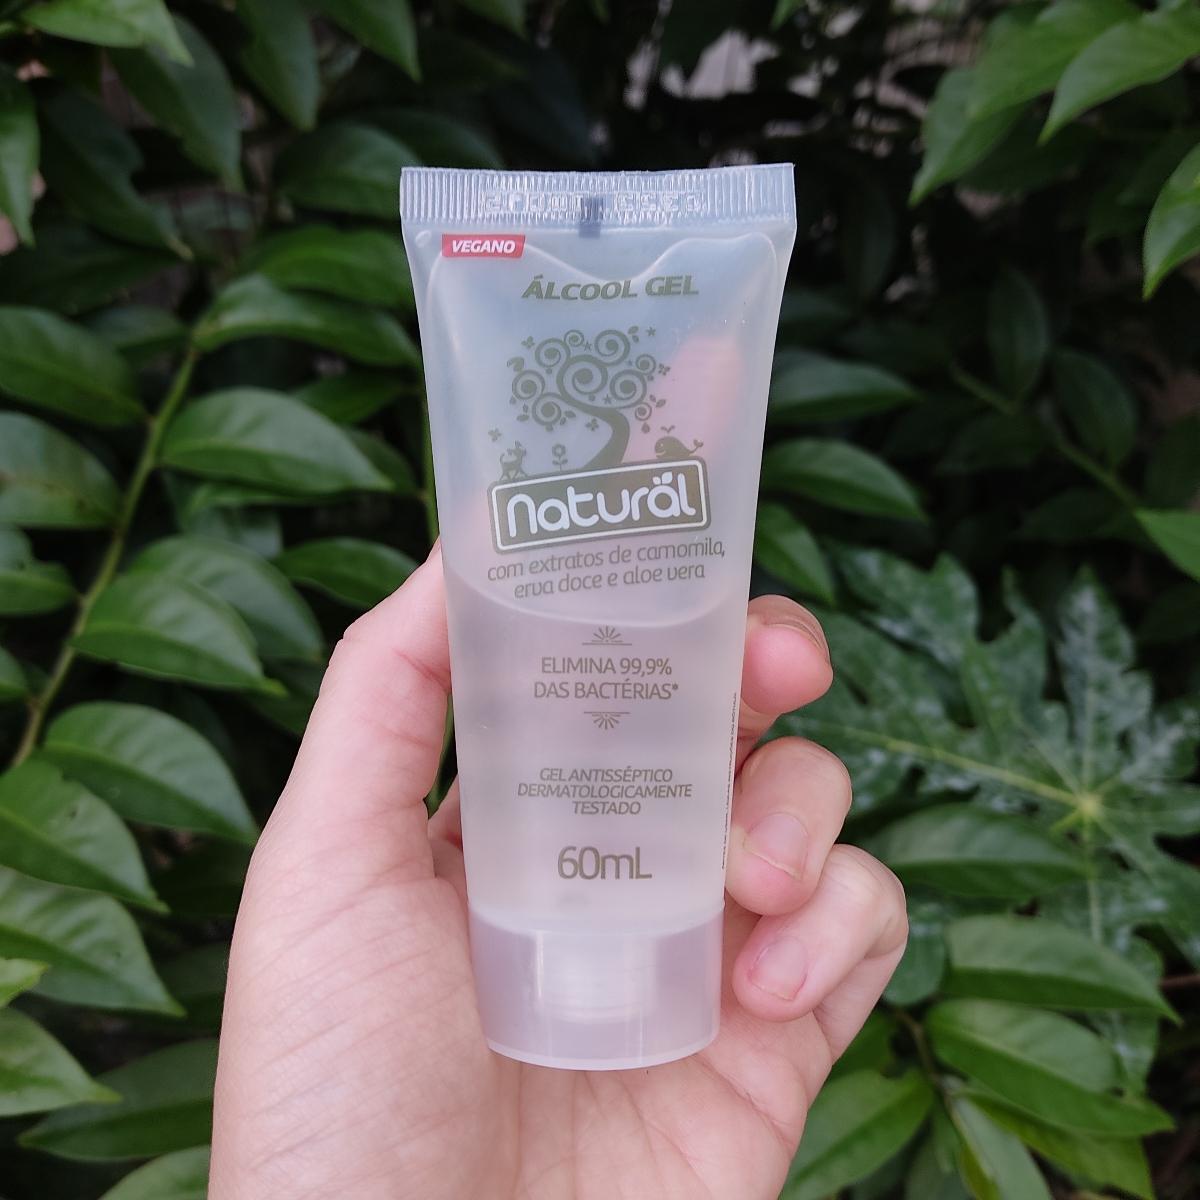 VEGANO
ÁLCOOL GEL
naturäl
com extratos de camomila,
erva doce e aloe vera
ELIMINA 99,9%
DAS BACTÉRIAS*
GEL ANTISSÉPTICO
DERMATOLOGICAMENTE
TESTADO
60mL